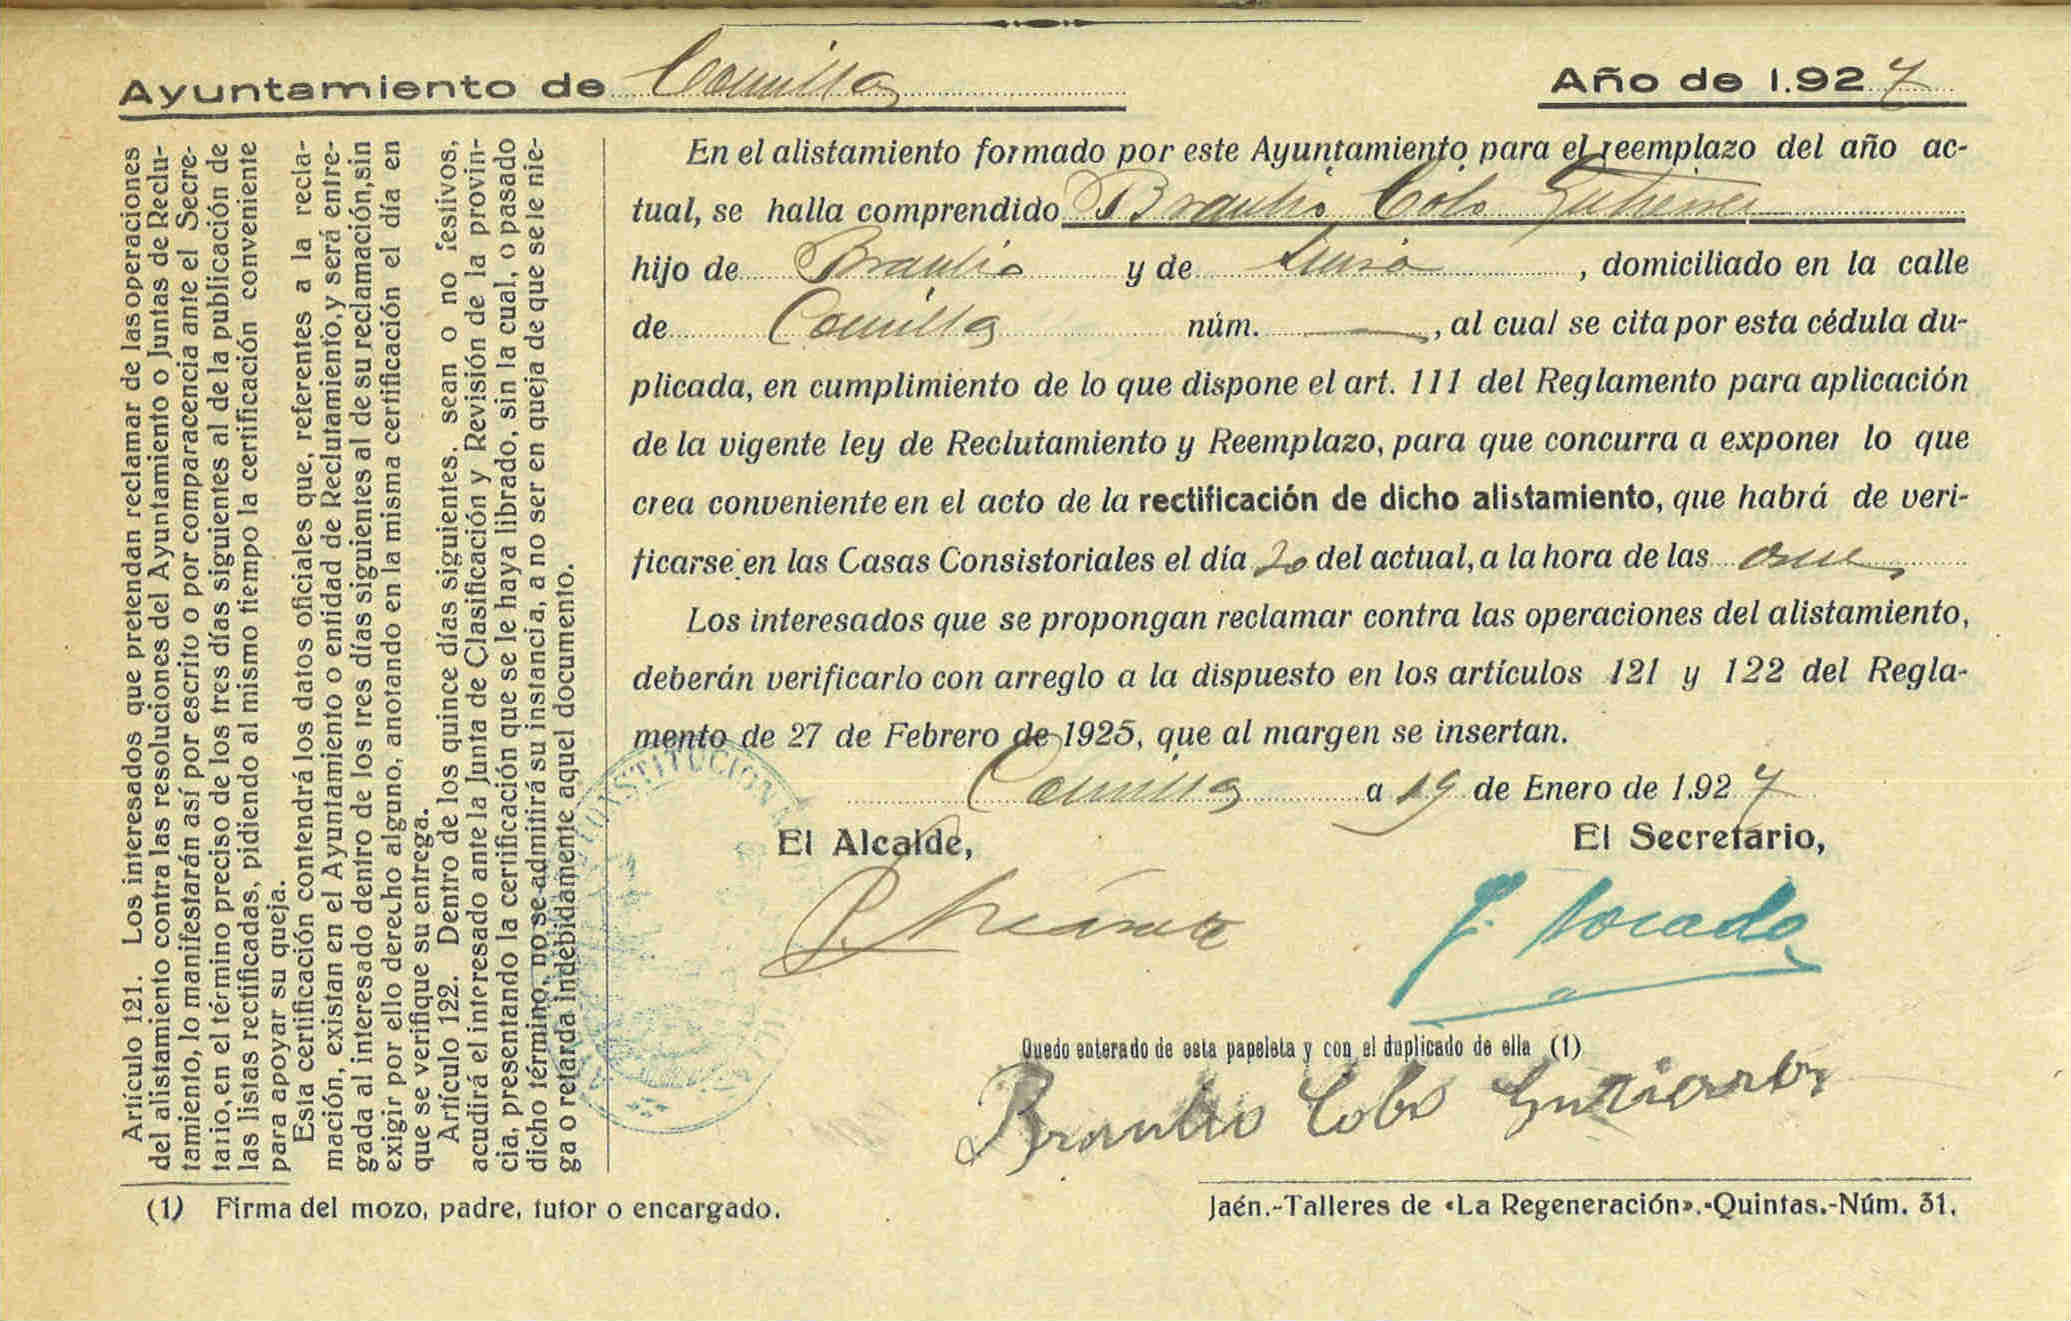 Ayuntamiento de Comillas
Año de 1.927
En el alistamiento formado por este Ayuntamiento para el reemplazo del año ac-
tual, se halla comprendido Braulio Cobo Gutierrez
hijo de Braulio y de Luisa, domiciliado en la calle
de Comillas núm. —, al cual se cita por esta cédula du-
plicada, en cumplimiento de lo que dispone el art. 111 del Reglamento para aplicación
de la vigente ley de Reclutamiento y Reemplazo, para que concurra a exponer lo que
crea conveniente en el acto de la rectificación de dicho alistamiento, que habrá de veri-
ficarse en las Casas Consistoriales el día 20 del actual, a la hora de las once
Los interesados que se propongan reclamar contra las operaciones del alistamiento,
deberán verificarlo con arreglo a la dispuesto en los artículos 121 y 122 del Regla-
mento de 27 de Febrero de 1925, que al margen se insertan.
Comillas a 19 de Enero de 1.927
El Alcalde,
El Secretario,
Quedo enterado de esta papeleta y con el duplicado de ella (1)
Braulio Cobo Gutierrez
Artículo 121. Los interesados que pretendan reclamar de las operaciones
del alistamiento contra las resoluciones del Ayuntamiento o Juntas de Reclu-
tamiento, lo manifestarán así por escrito o por comparacencia ante el Secre-
tario, en el término preciso de los tres días siguientes al de la publicación de
las listas rectificadas, pidiendo al mismo tiempo la certificación conveniente
para apoyar su queja.
Esta certificación contendrá los datos oficiales que, referentes a la recla-
mación, existan en el Ayuntamiento o entidad de Reclutamiento, y será entre-
gada al interesado dentro de los tres días siguientes al de su reclamación, sin
exigir por ello derecho alguno, anotando en la misma certificación el día en
que se verifique su entrega.
Artículo 122. Dentro de los quince días siguientes, sean o no festivos,
acudirá el interesado ante la Junta de Clasificación y Revisión de la provin-
cia, presentando la certificación que se le haya librado, sin la cual, o pasado
dicho término, no se admitirá su instancia, a no ser en queja de que se le nie-
ga o retarda indebidamente aquel documento.
CONSTITUCION
(1) Firma del mozo, padre, tutor o encargado.
Jaén.-Talleres de «La Regeneración».-Quintas.-Núm. 31.